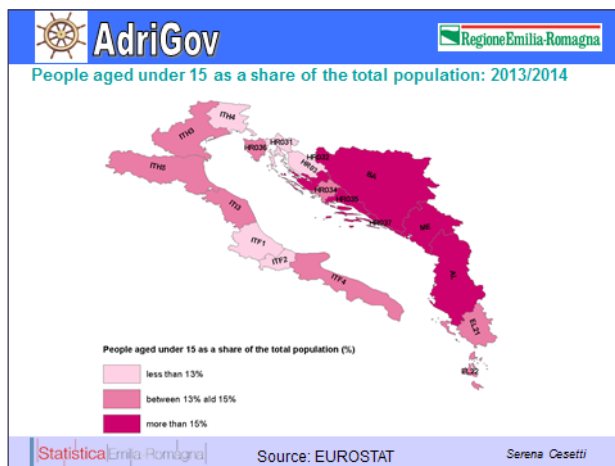 AdriGov
RegioneEmilia-Romagna
People aged under 15 as a share of the total population: 2013/2014
ITH4
ITH3
HR031
HR036
ITH5
HR032
HR03
BA
HR034
HR035
ITI3
HR037
ME
ITF1
ITF2
ITF4
AL
EL21
EL22
People aged under 15 as a share of the total population (%)
less than 13%
between 13% ald 15%
more than 15%
Statistica Emilia-Romagna
Source: EUROSTAT
Serena Cesetti